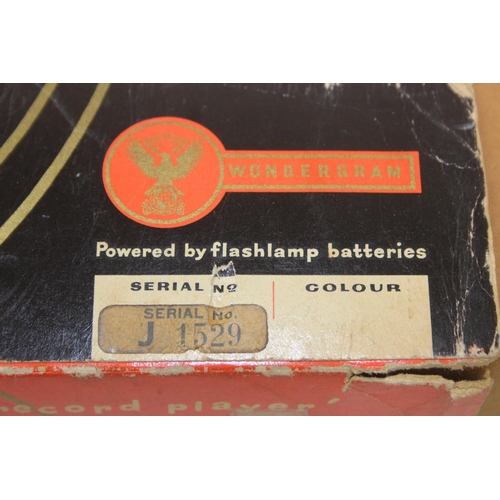 WONDERGRAM
Powered by flashlamp batteries
SERIAL No COLOUR
SERIAL No.
J 1529
record player'